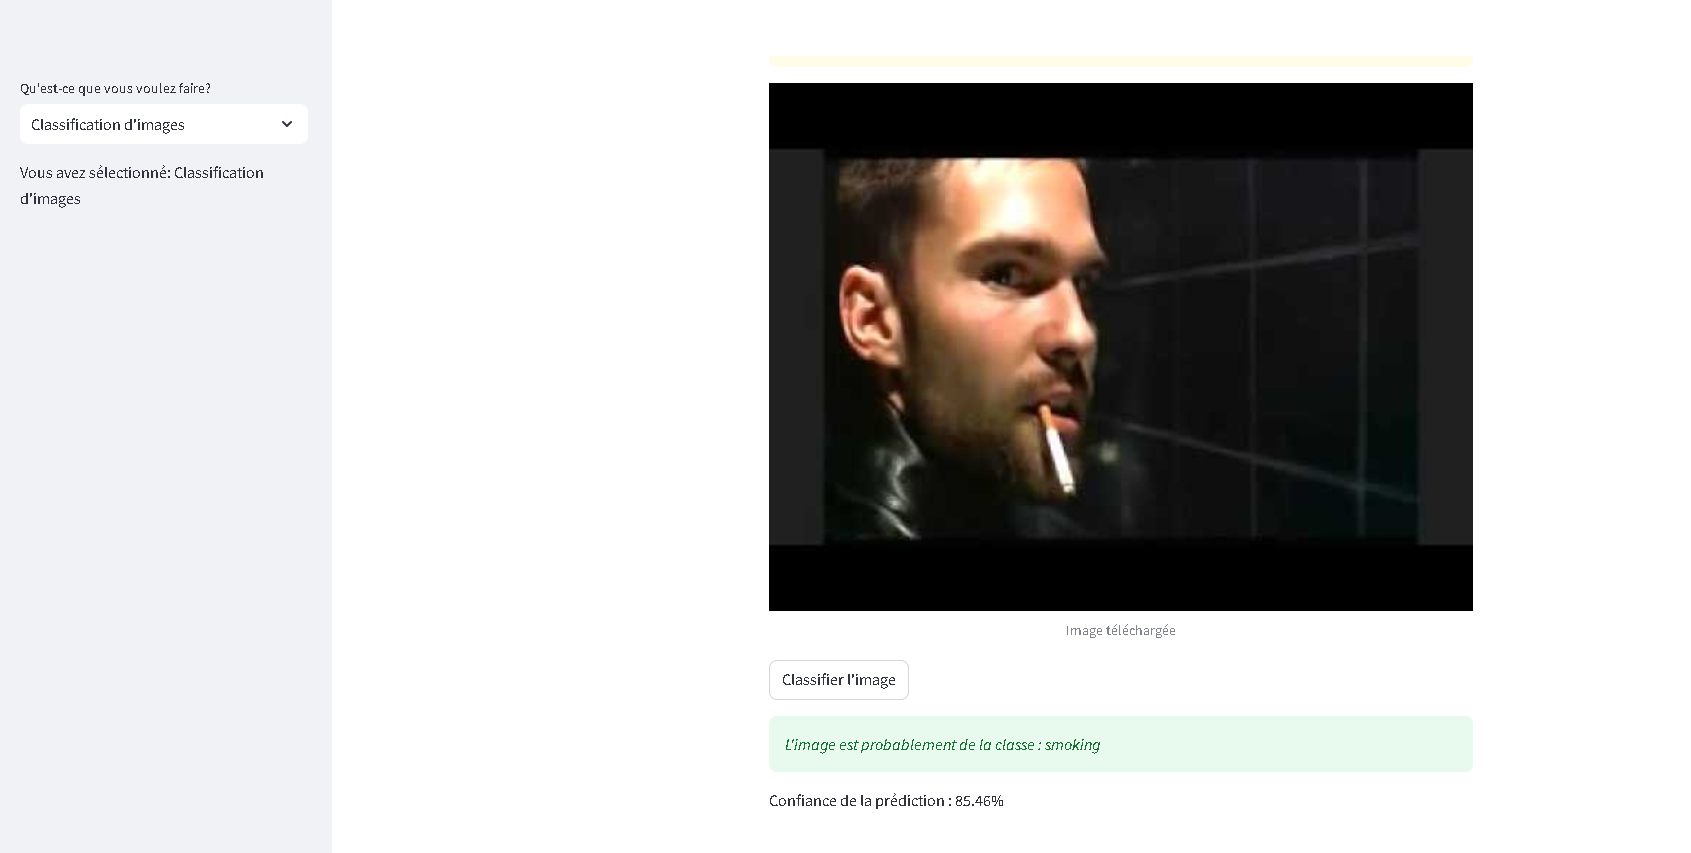 Qu'est-ce que vous voulez faire?
Classification d'images
Vous avez sélectionné: Classification
d'images
Image téléchargée
Classifier l'image
L'image est probablement de la classe : smoking
Confiance de la prédiction : 85.46%